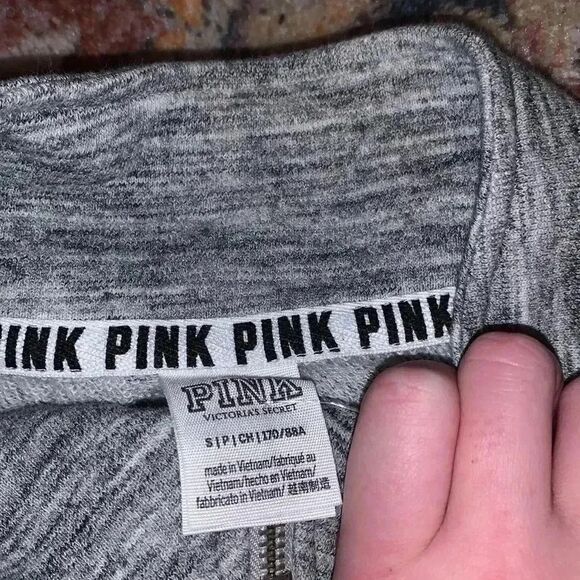 PINK PINK PINK PINK
PINK
VICTORIA'S SECRET
S|P|CH|170/88A
made in Vietnam/fabriqué au
Vietnam/hecho en Vietnam/
fabbricato in Vietnam/ 越南制造